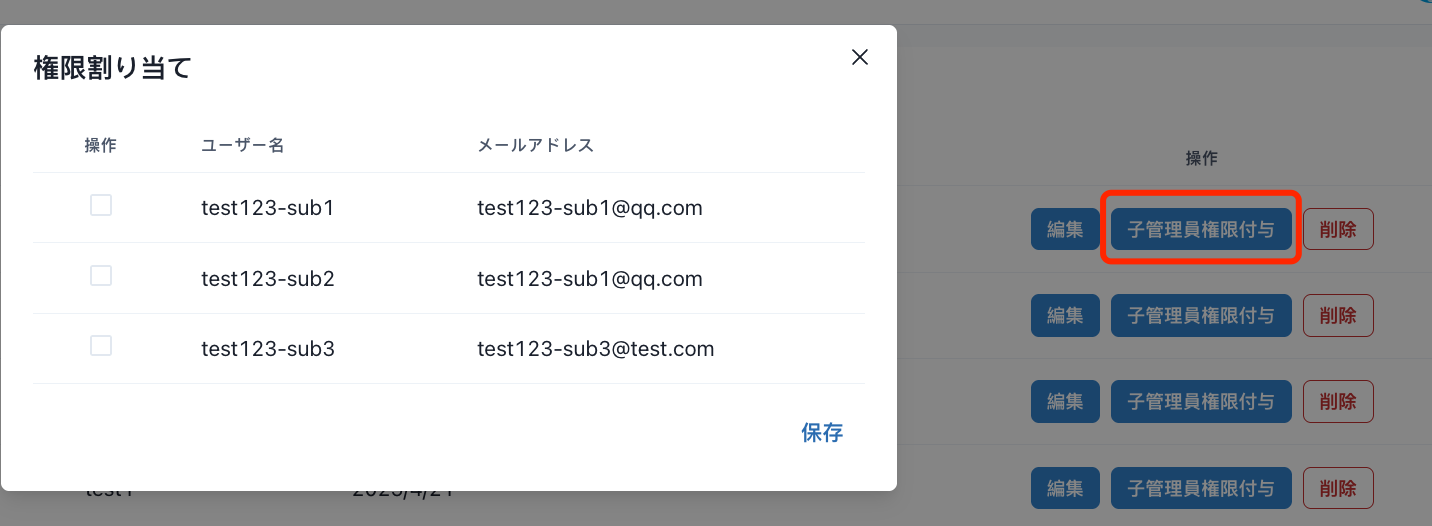 権限割り当て
操作 ユーザー名 メールアドレス
test123-sub1 test123-sub1@qq.com
test123-sub2 test123-sub1@qq.com
test123-sub3 test123-sub3@test.com
保存
操作
編集 子管理員権限付与 削除
編集 子管理員権限付与 削除
編集 子管理員権限付与 削除
編集 子管理員権限付与 削除